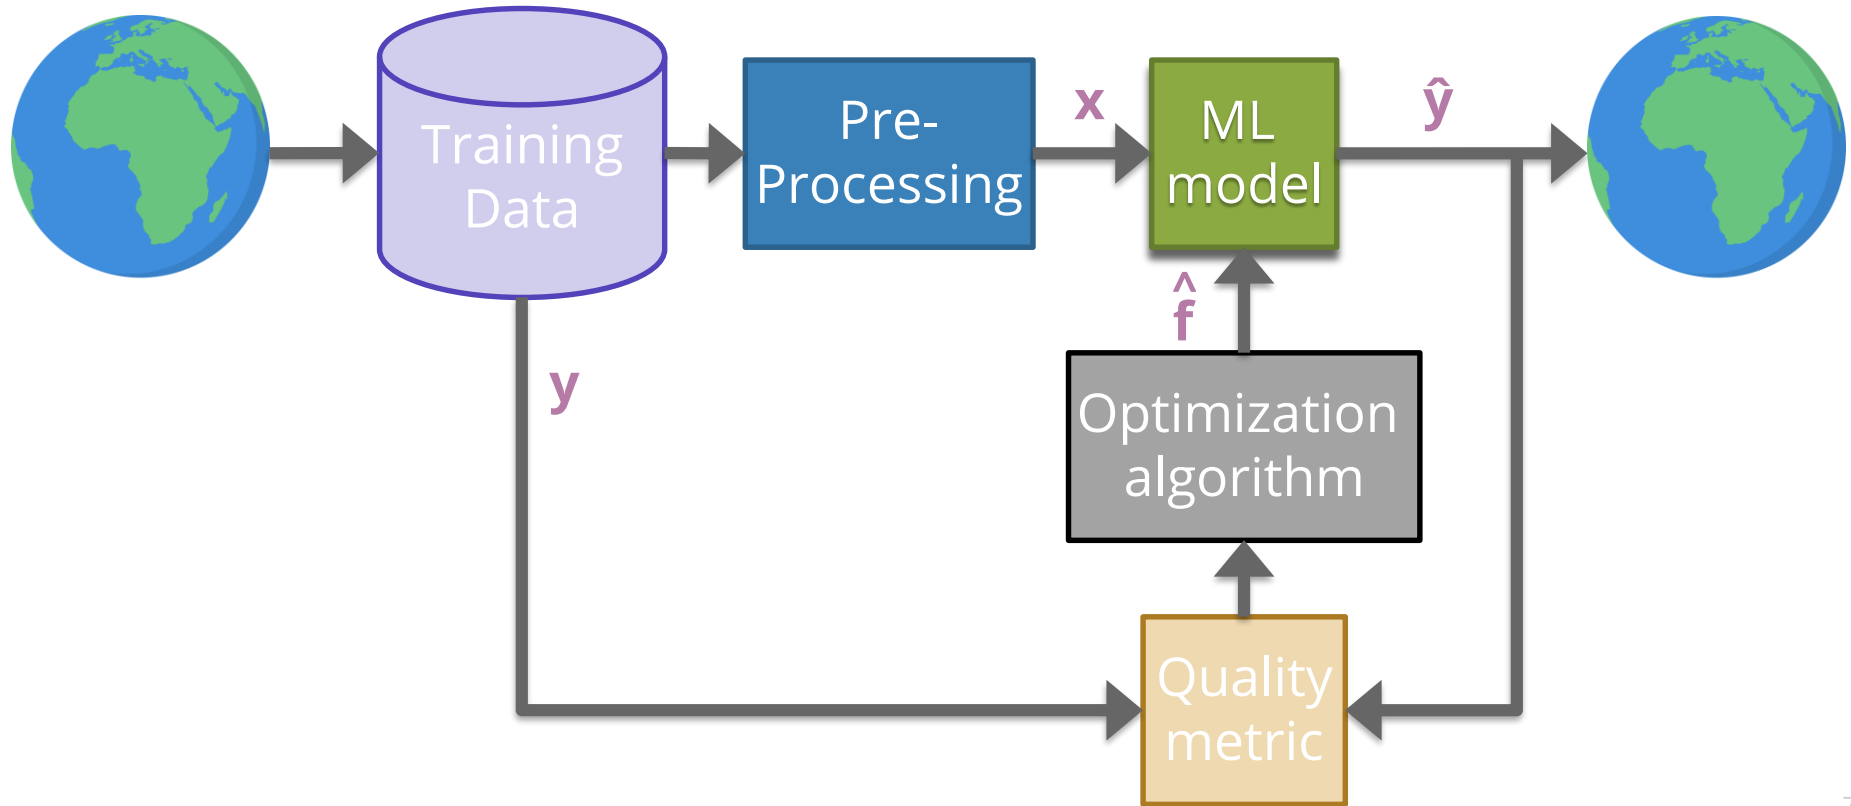 Training
Data
Pre-
Processing
x
ML
model
ŷ
f̂
y
Optimization
algorithm
Quality
metric